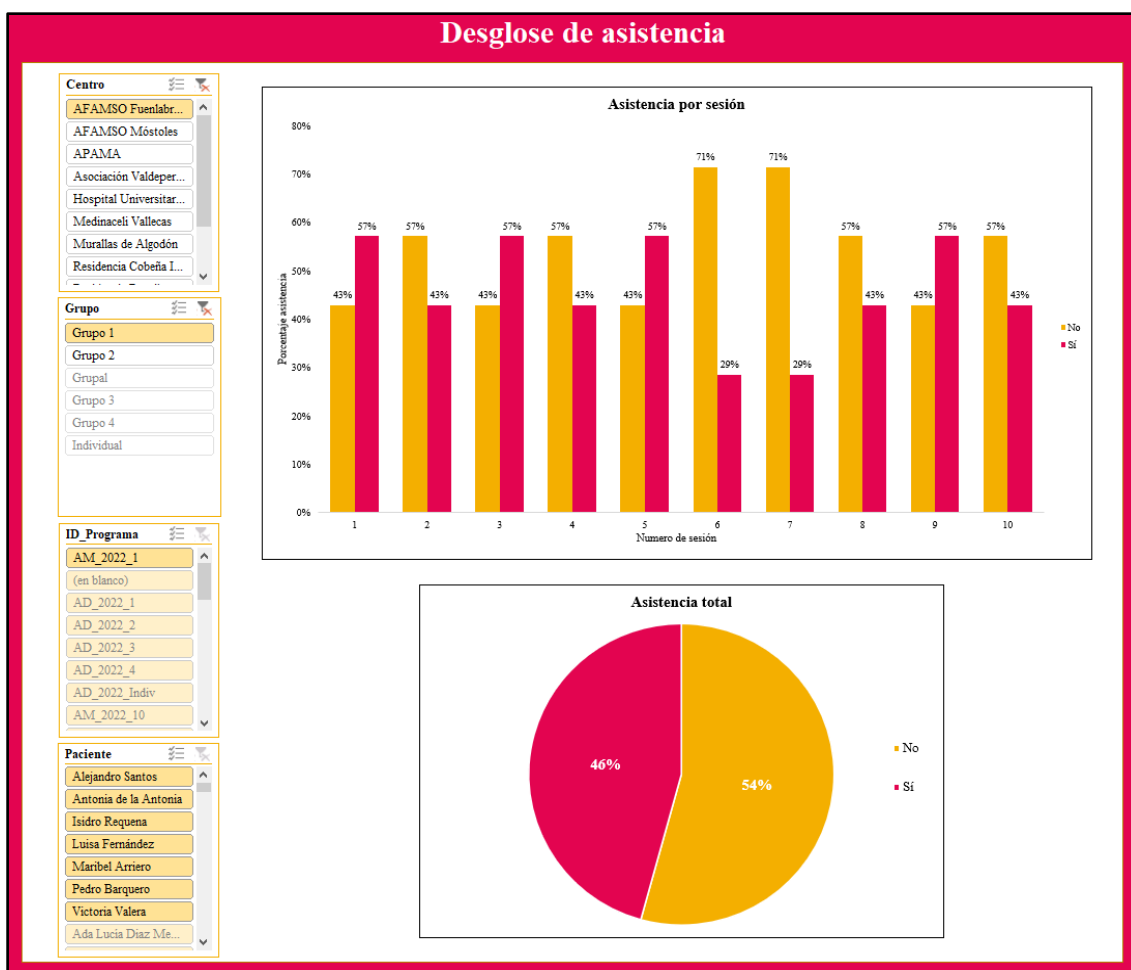 Desglose de asistencia
Centro
AFAMSO Fuenlabr...
AFAMSO Móstoles
APAMA
Asociación Valdeper...
Hospital Universitar...
Medinaceli Vallecas
Murallas de Algodón
Residencia Cobeña I...
Grupo
Grupo 1
Grupo 2
Grupal
Grupo 3
Grupo 4
Individual
ID_Programa
AM_2022_1
(en blanco)
AD_2022_1
AD_2022_2
AD_2022_3
AD_2022_4
AD_2022_Indiv
AM_2022_10
Paciente
Alejandro Santos
Antonia de la Antonia
Isidro Requena
Luisa Fernández
Maribel Arriero
Pedro Barquero
Victoria Valera
Ada Lucia Diaz Me...
Asistencia por sesión
Porcentaje asistencia
80%
70%
60%
50%
40%
30%
20%
10%
0%
43% 57% 57% 43% 43% 57% 57% 43% 43% 57% 71% 29% 71% 29% 57% 43% 43% 57% 57% 43%
1 2 3 4 5 6 7 8 9 10
Numero de sesión
No
Sí
Asistencia total
46%
54%
No
Sí